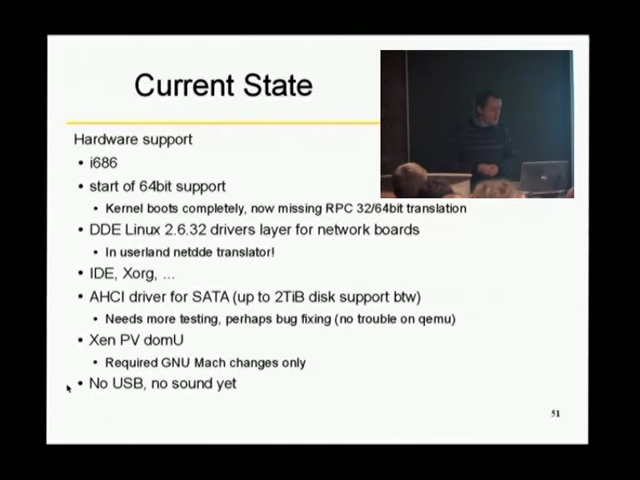 Current State
Hardware support
• i686
• start of 64bit support
• Kernel boots completely, now missing RPC 32/64bit translation
• DDE Linux 2.6.32 drivers layer for network boards
• In userland netdde translator!
• IDE, Xorg, ...
• AHCI driver for SATA (up to 2TiB disk support btw)
• Needs more testing, perhaps bug fixing (no trouble on qemu)
• Xen PV domU
• Required GNU Mach changes only
• No USB, no sound yet
51